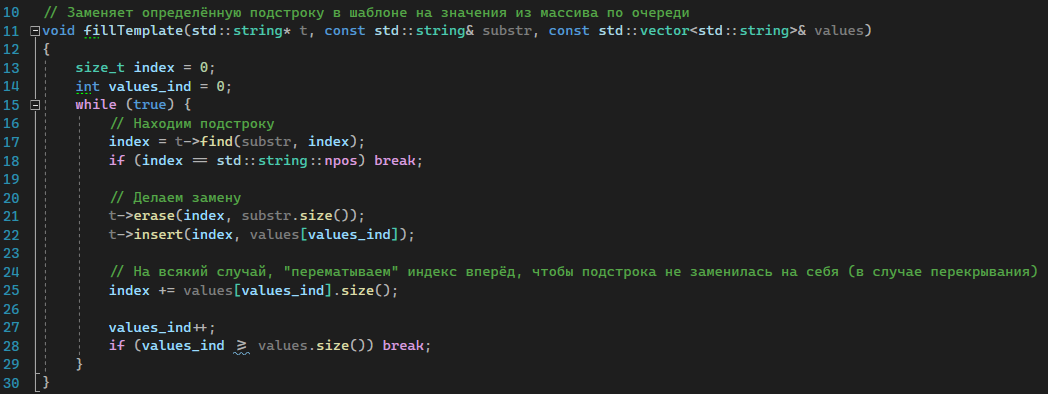 10 // Заменяет определённую подстроку в шаблоне на значения из массива по очереди
11 void fillTemplate(std::string* t, const std::string& substr, const std::vector<std::string>& values)
12 {
13 size_t index = 0;
14 int values_ind = 0;
15 while (true) {
16 // Находим подстроку
17 index = t->find(substr, index);
18 if (index == std::string::npos) break;
19
20 // Делаем замену
21 t->erase(index, substr.size());
22 t->insert(index, values[values_ind]);
23
24 // На всякий случай, "перематываем" индекс вперёд, чтобы подстрока не заменилась на себя (в случае перекрывания)
25 index += values[values_ind].size();
26
27 values_ind++;
28 if (values_ind >= values.size()) break;
29 }
30 }